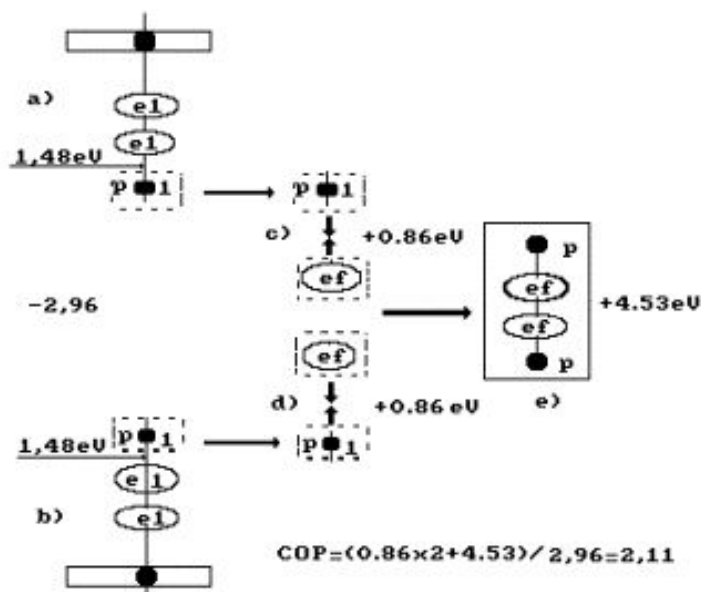 a)
e1
e1
1,48eV
p 1
p 1
c)
+0.86eV
ef
p
ef
ef
p
+4.53eV
e)
-2,96
ef
d)
+0.86 eV
p 1
p 1
1,48eV
e 1
b)
e1
COP=(0.86x2+4.53)/2,96=2,11